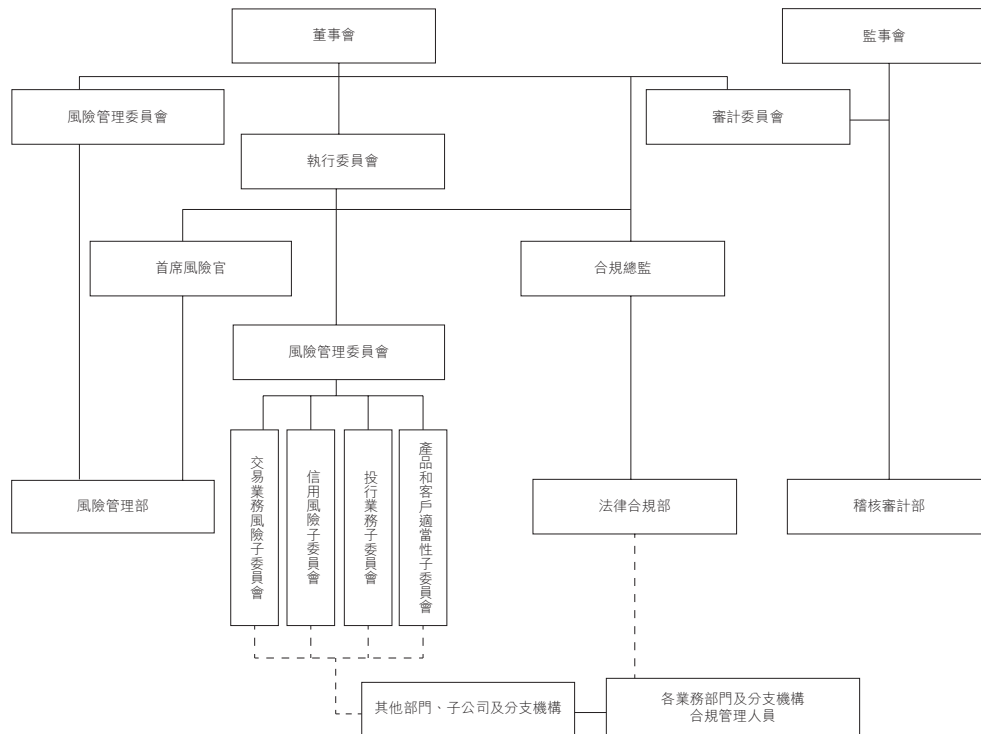 董事會
監事會
風險管理委員會
審計委員會
執行委員會
首席風險官
合規總監
風險管理委員會
交易業務風險子委員會
信用風險子委員會
投行業務子委員會
產品和客戶適當性子委員會
風險管理部
法律合規部
稽核審計部
其他部門、子公司及分支機構
各業務部門及分支機構
合規管理人員